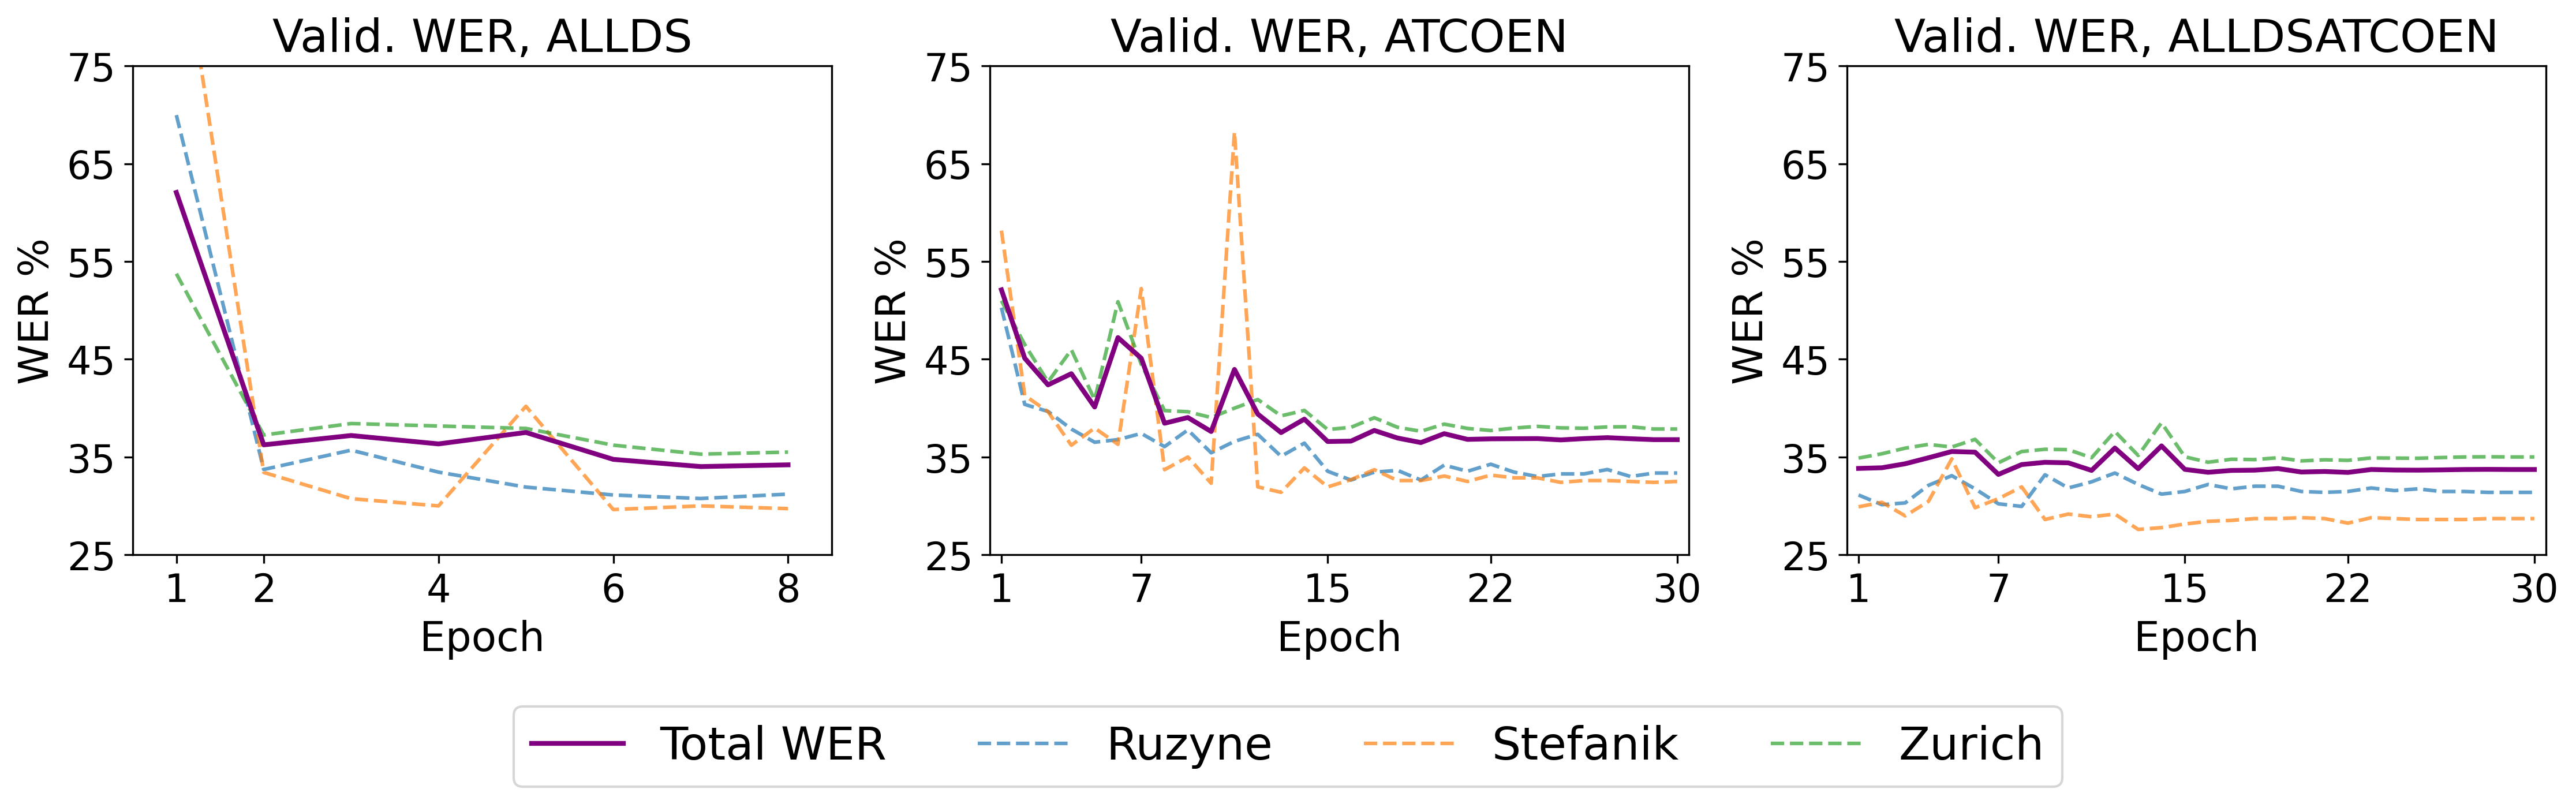 Valid. WER, ALLDS
75
65
55
45
35
25
WER %
1 2 4 6 8
Epoch
Valid. WER, ATCOEN
75
65
55
45
35
25
WER %
1 7 15 22 30
Epoch
Valid. WER, ALLDSATCOEN
75
65
55
45
35
25
WER %
1 7 15 22 30
Epoch
Total WER Ruzyne Stefanik Zurich